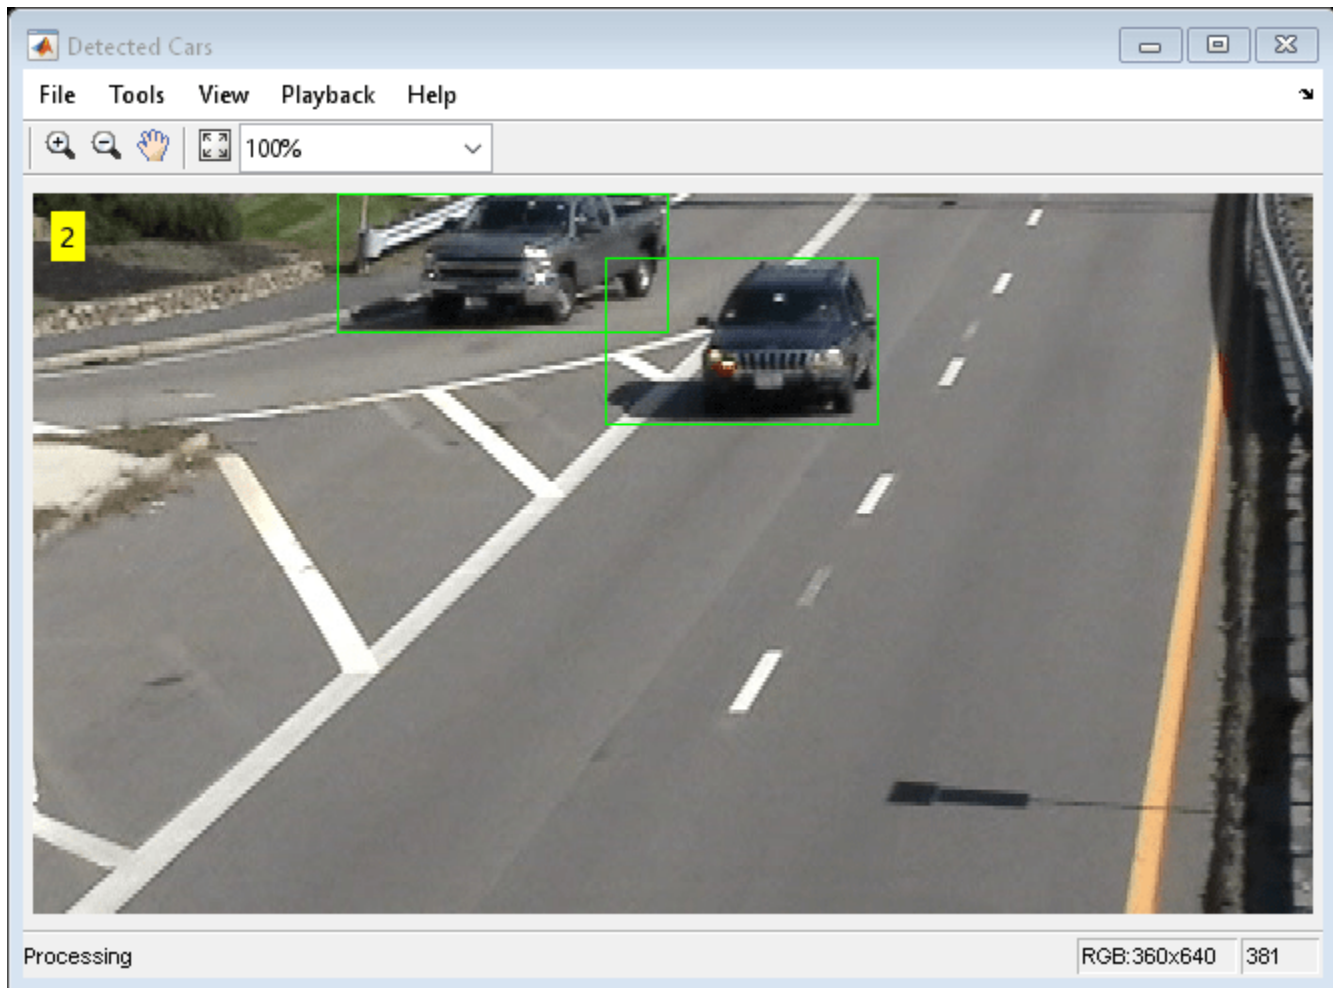 Detected Cars
File Tools View Playback Help
100%
2
Processing RGB:360x640 381